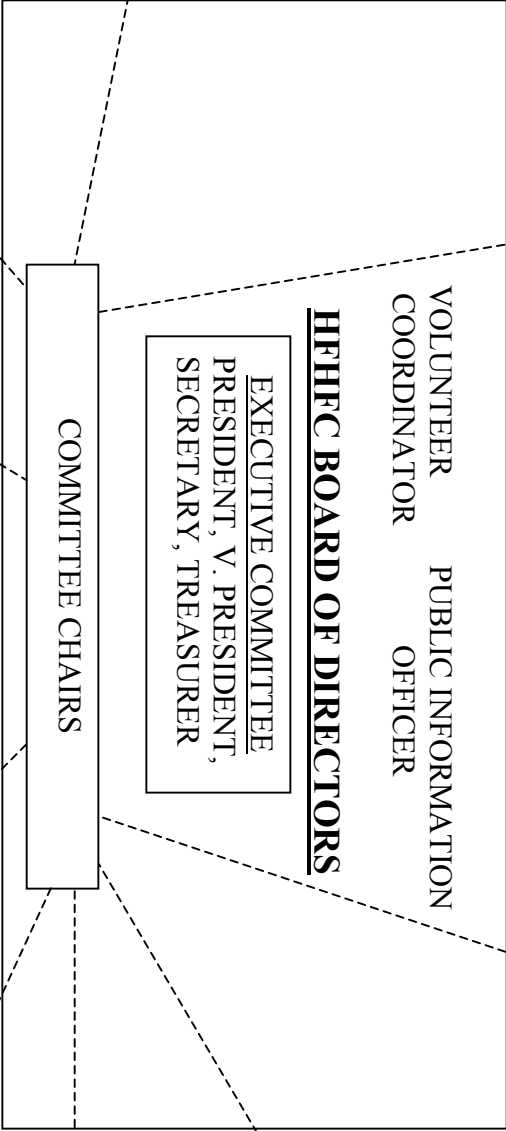 VOLUNTEER PUBLIC INFORMATION
COORDINATOR OFFICER
HFHFC BOARD OF DIRECTORS
EXECUTIVE COMMITTEE
PRESIDENT, V. PRESIDENT,
SECRETARY, TREASURER
COMMITTEE CHAIRS